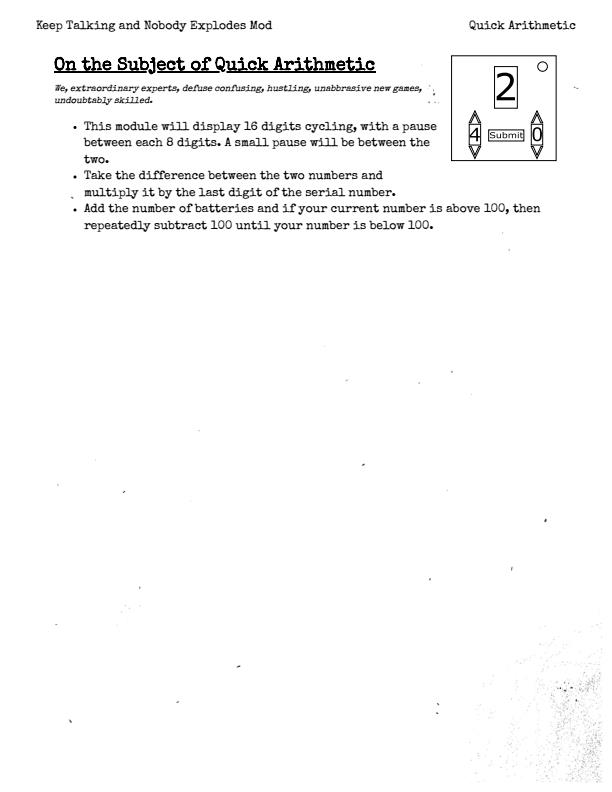 Keep Talking and Nobody Explodes Mod
Quick Arithmetic
On the Subject of Quick Arithmetic
We, extraordinary experts, defuse confusing, hustling, unabbrasive new games,
undoubtably skilled.
• This module will display 16 digits cycling, with a pause
between each 8 digits. A small pause will be between the
two.
• Take the difference between the two numbers and
multiply it by the last digit of the serial number.
• Add the number of batteries and if your current number is above 100, then
repeatedly subtract 100 until your number is below 100.
2
4 Submit 0